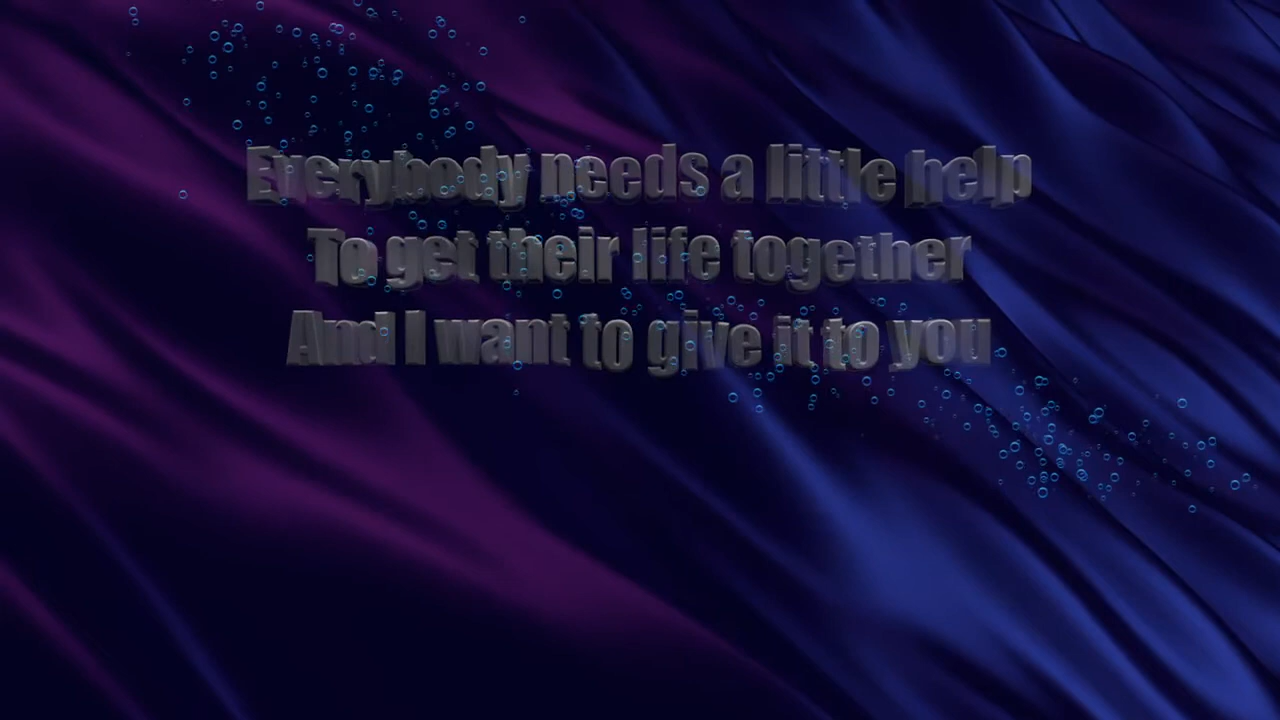 Everybody needs a little help
To get their life together
And I want to give it to you